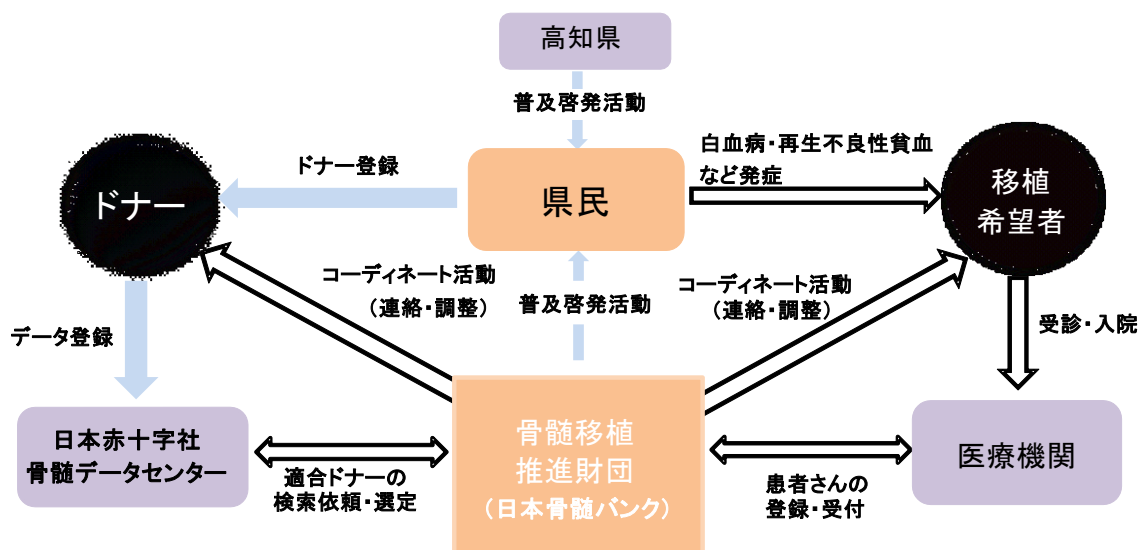 高知県
普及啓発活動
ドナー登録
白血病・再生不良性貧血
など発症
ドナー
県民
移植
希望者
コーディネート活動
（連絡・調整）
普及啓発活動
コーディネート活動
（連絡・調整）
データ登録
受診・入院
日本赤十字社
骨髄データセンター
適合ドナーの
検索依頼・選定
骨髄移植
推進財団
（日本骨髄バンク）
患者さんの
登録・受付
医療機関